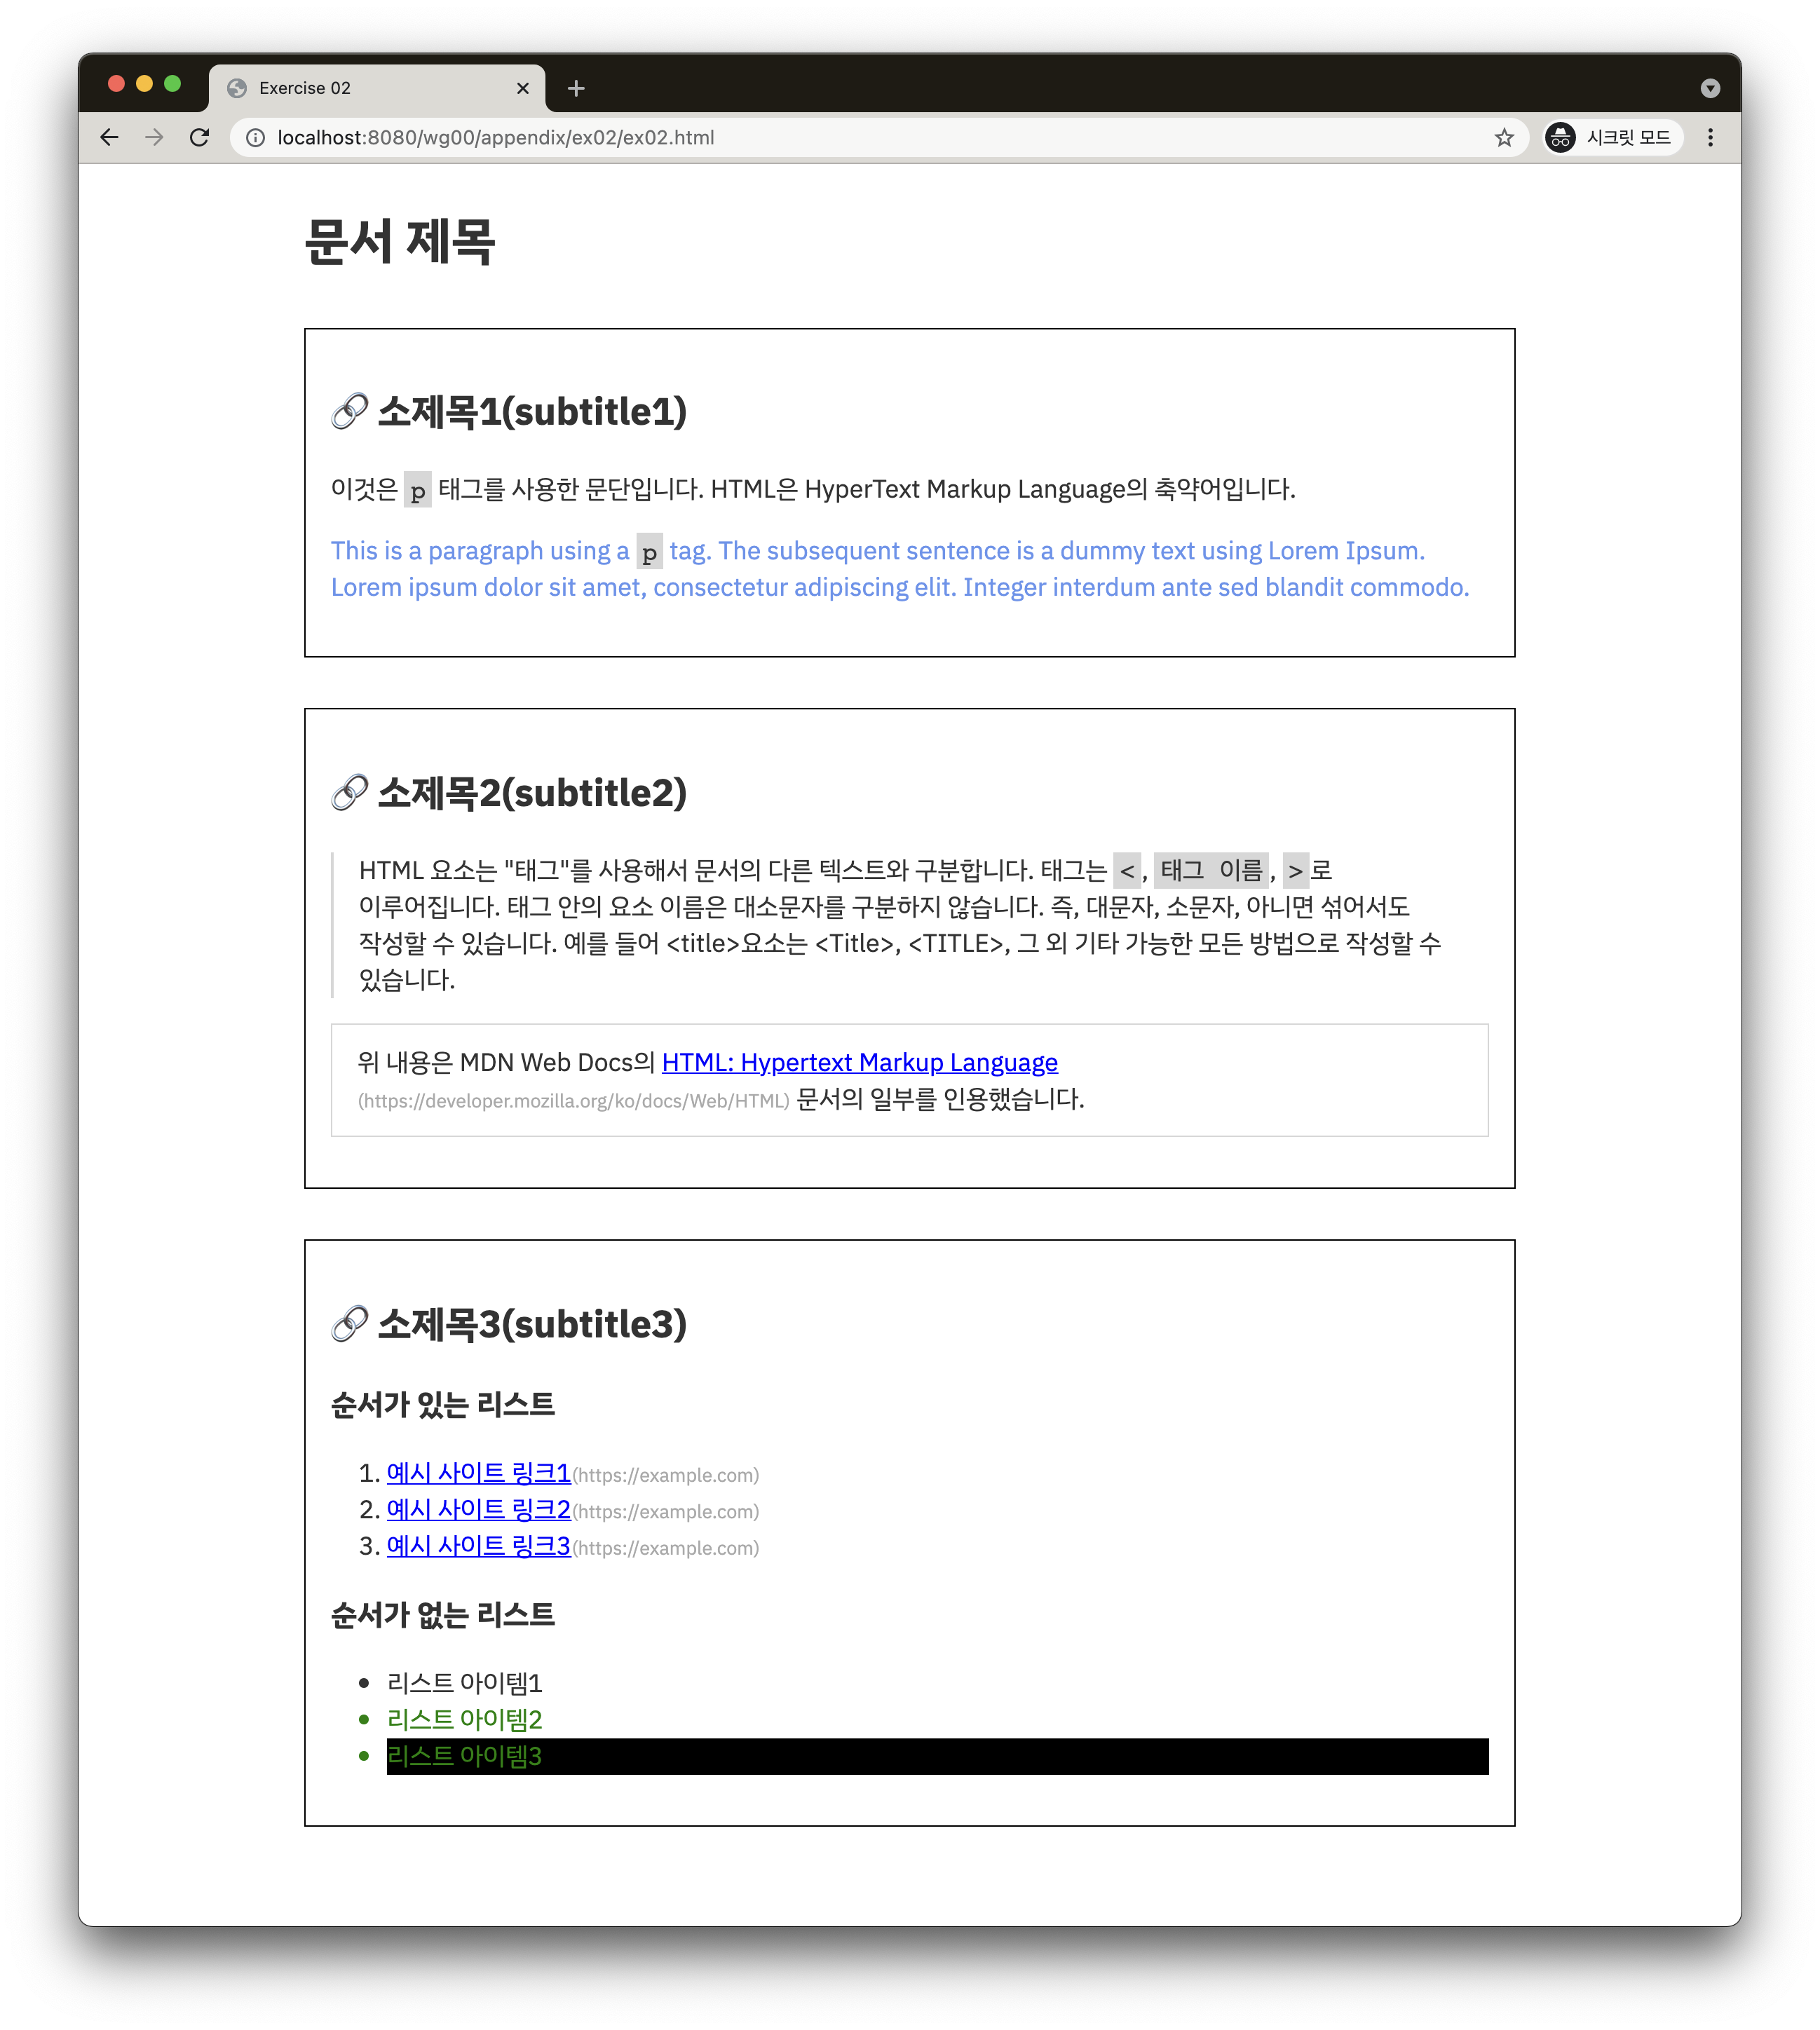 Exercise 02
localhost:8080/wg00/appendix/ex02/ex02.html
시크릿 모드
문서 제목
🔗 소제목1(subtitle1)
이것은 p 태그를 사용한 문단입니다. HTML은 HyperText Markup Language의 축약어입니다.
This is a paragraph using a p tag. The subsequent sentence is a dummy text using Lorem Ipsum.
Lorem ipsum dolor sit amet, consectetur adipiscing elit. Integer interdum ante sed blandit commodo.
🔗 소제목2(subtitle2)
HTML 요소는 "태그"를 사용해서 문서의 다른 텍스트와 구분합니다. 태그는 <, 태그 이름, >로
이루어집니다. 태그 안의 요소 이름은 대소문자를 구분하지 않습니다. 즉, 대문자, 소문자, 아니면 섞어서도
작성할 수 있습니다. 예를 들어 <title>요소는 <Title>, <TITLE>, 그 외 기타 가능한 모든 방법으로 작성할 수
있습니다.
위 내용은 MDN Web Docs의 HTML: Hypertext Markup Language
(https://developer.mozilla.org/ko/docs/Web/HTML) 문서의 일부를 인용했습니다.
🔗 소제목3(subtitle3)
순서가 있는 리스트
1. 예시 사이트 링크1(https://example.com)
2. 예시 사이트 링크2(https://example.com)
3. 예시 사이트 링크3(https://example.com)
순서가 없는 리스트
• 리스트 아이템1
• 리스트 아이템2
• 리스트 아이템3